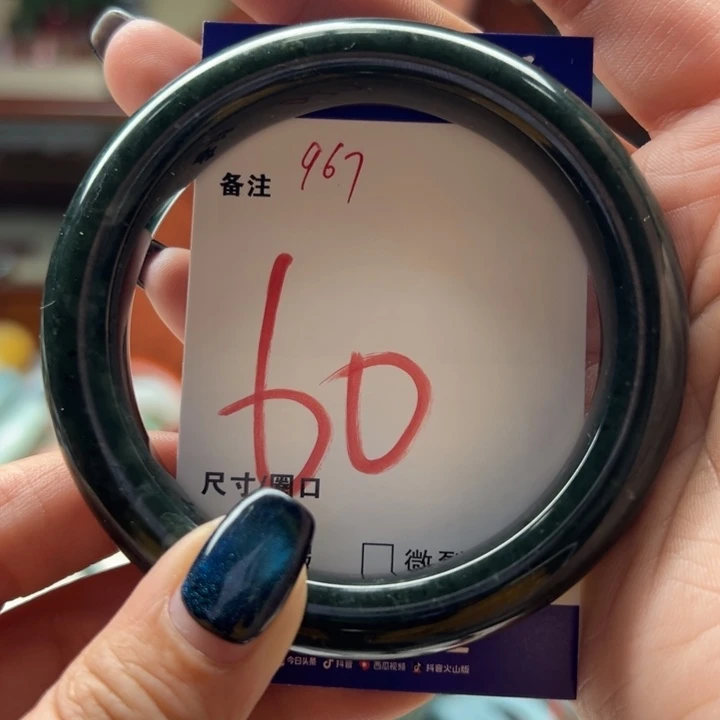 备注 967
60
尺寸/圈口
微
今日头条 抖音 西瓜视频 抖音火山版